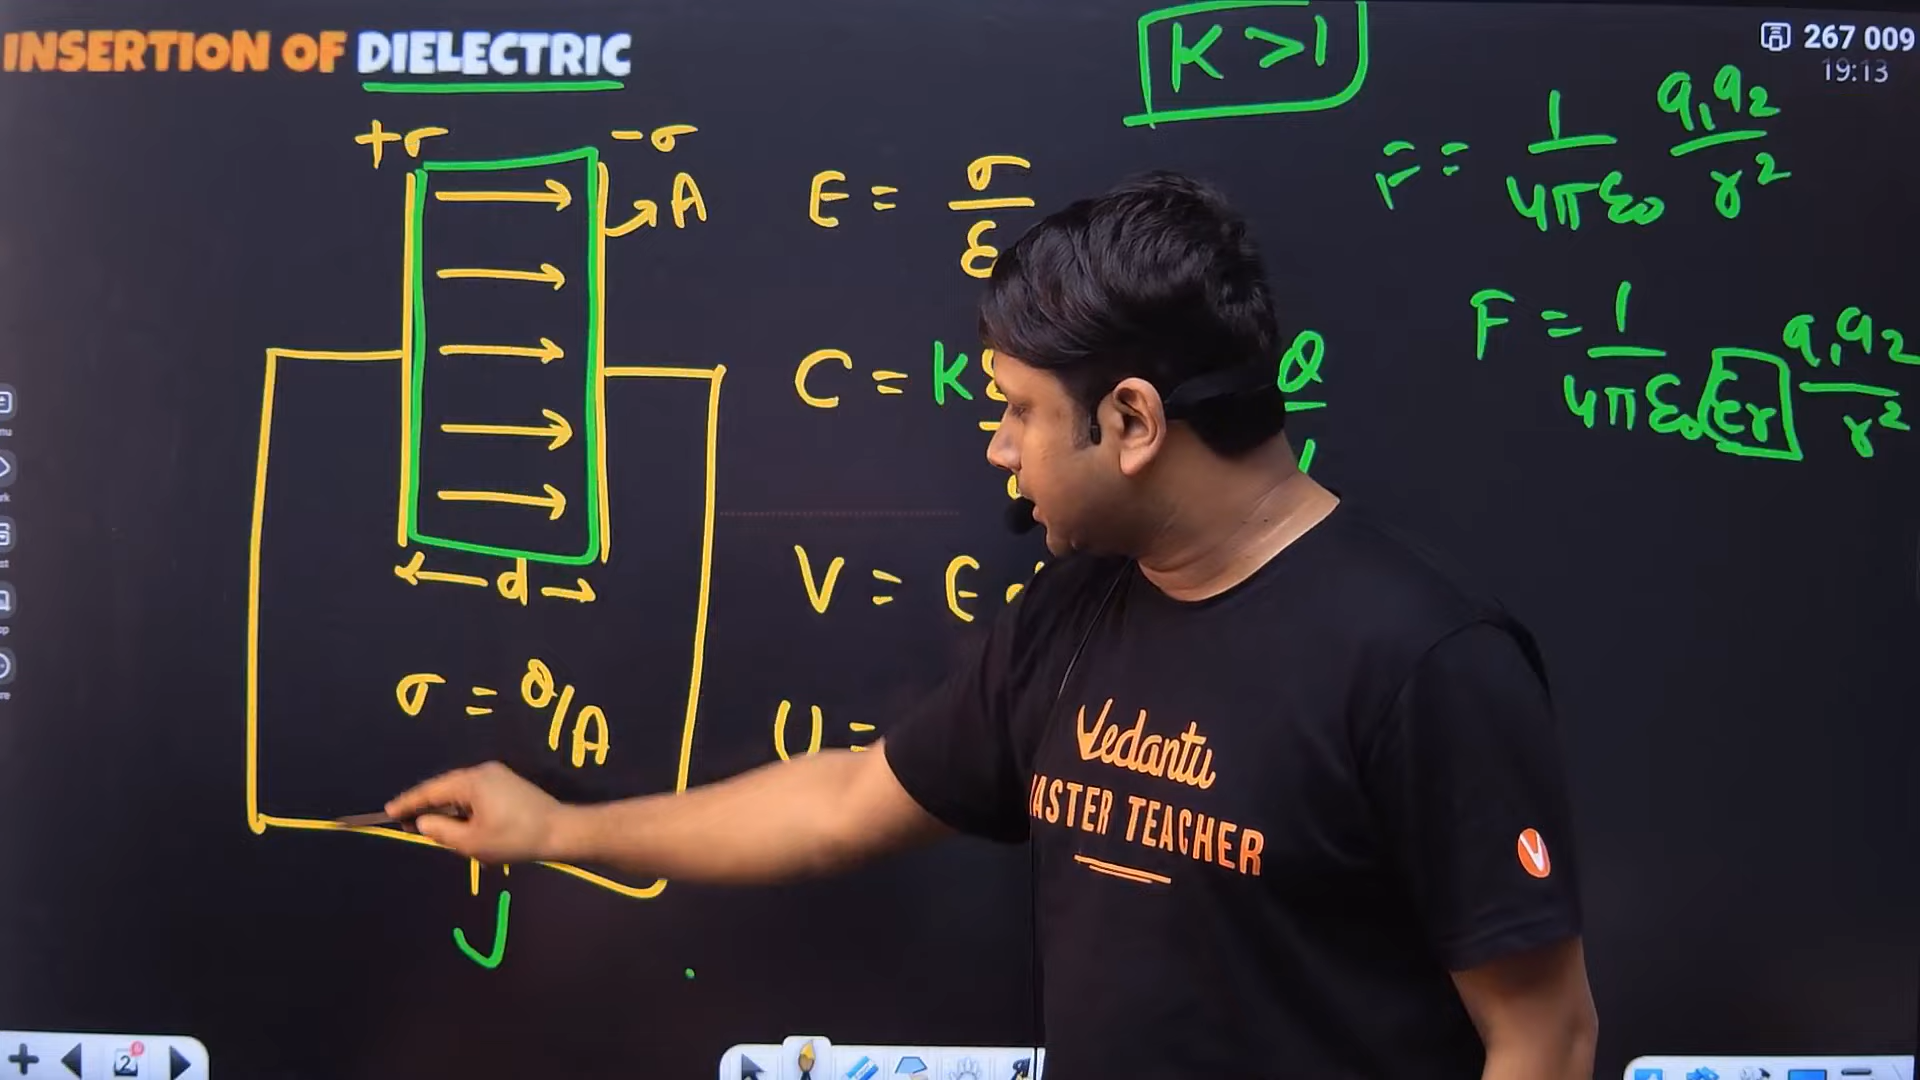 INSERTION OF DIELECTRIC
K > 1
267 009
19:13
+σ
-σ
A
E = σ/ε
F = 1/4πε₀ q₁q₂/r²
C = K
Q
F = 1/4πε₀εr q₁q₂/r²
d
V = E
σ = Q/A
U =
Vedantu
MASTER TEACHER
V
2